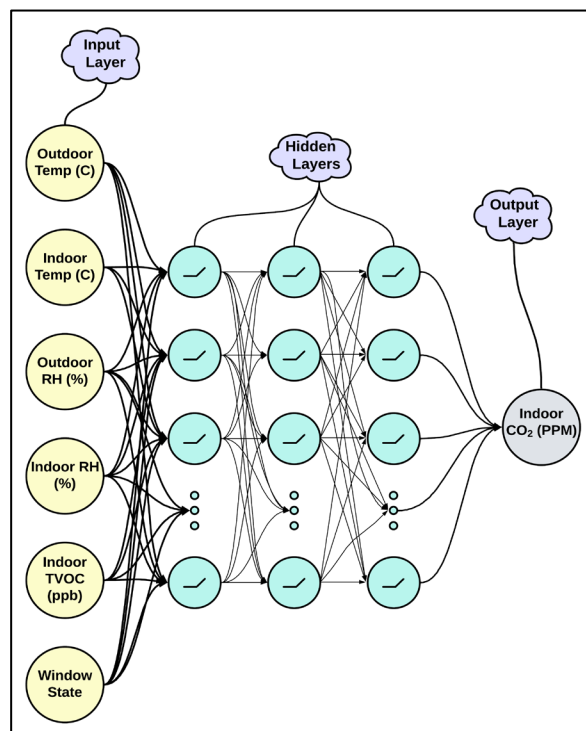 Input
Layer
Outdoor
Temp (C)
Hidden
Layers
Output
Layer
Indoor
Temp (C)
Outdoor
RH (%)
Indoor
CO₂ (PPM)
Indoor RH
(%)
Indoor
TVOC
(ppb)
Window
State